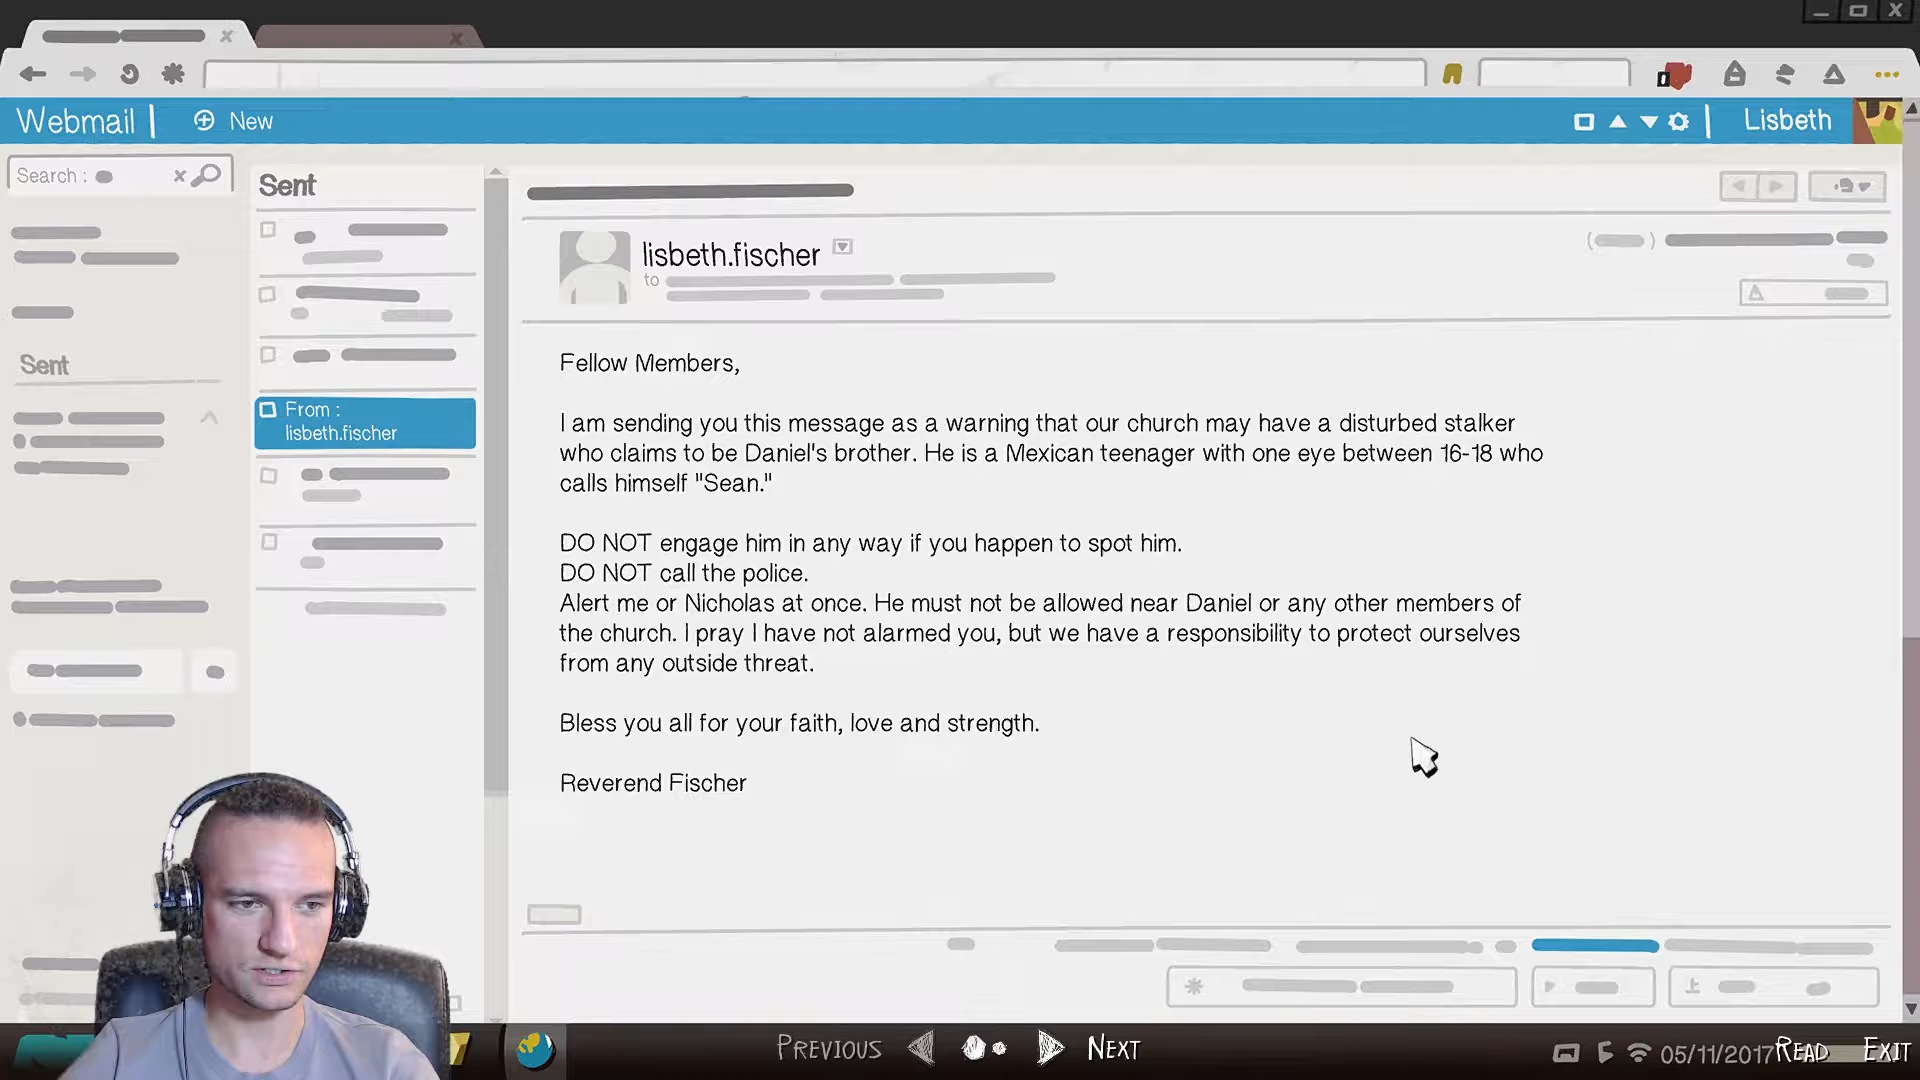 Webmail
New
Lisbeth
Search :
Sent
lisbeth.fischer
to
Sent
From :
lisbeth.fischer
Fellow Members,
I am sending you this message as a warning that our church may have a disturbed stalker
who claims to be Daniel's brother. He is a Mexican teenager with one eye between 16-18 who
calls himself "Sean."
DO NOT engage him in any way if you happen to spot him.
DO NOT call the police.
Alert me or Nicholas at once. He must not be allowed near Daniel or any other members of
the church. I pray I have not alarmed you, but we have a responsibility to protect ourselves
from any outside threat.
Bless you all for your faith, love and strength.
Reverend Fischer
PREVIOUS
NEXT
05/11/2017
READ
EXIT